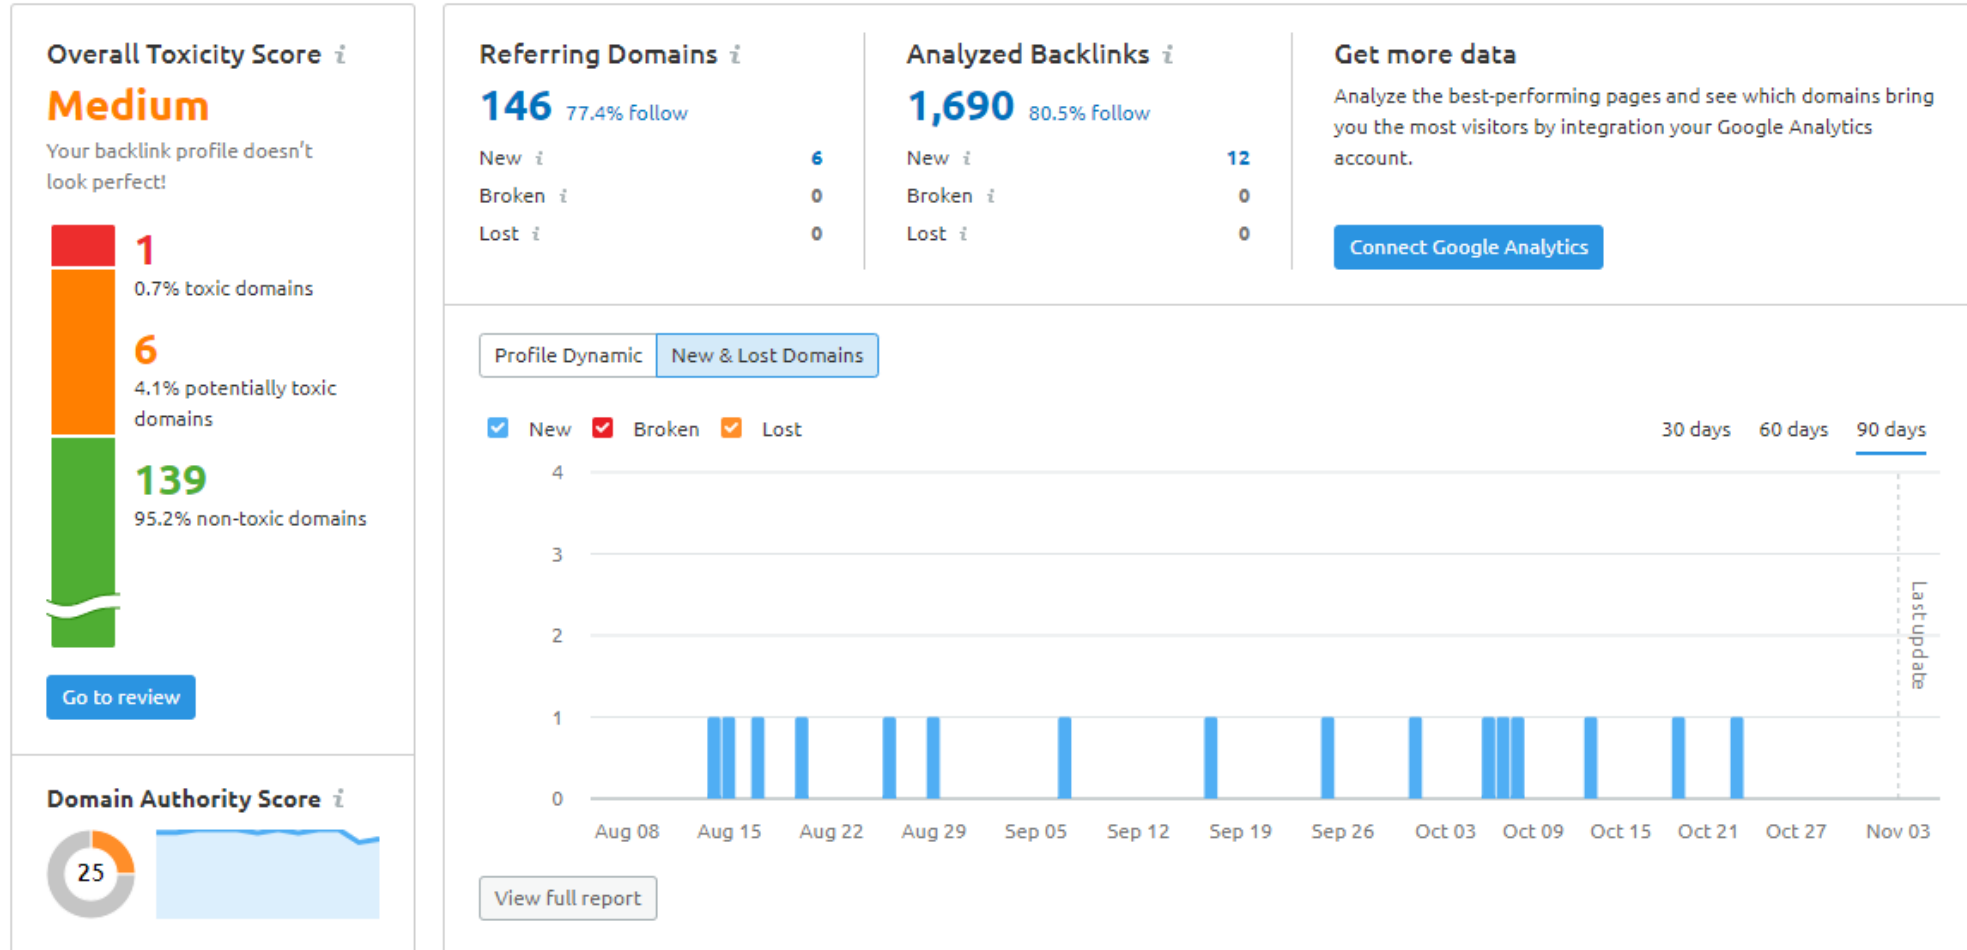 Overall Toxicity Score i
Medium
Your backlink profile doesn't
look perfect!
1
0.7% toxic domains
6
4.1% potentially toxic
domains
139
95.2% non-toxic domains
Go to review
Domain Authority Score i
25
Referring Domains i
146 77.4% follow
New i 6
Broken i 0
Lost i 0
Analyzed Backlinks i
1,690 80.5% follow
New i 12
Broken i 0
Lost i 0
Get more data
Analyze the best-performing pages and see which domains bring
you the most visitors by integration your Google Analytics
account.
Connect Google Analytics
Profile Dynamic New & Lost Domains
New Broken Lost
30 days 60 days 90 days
4
3
2
1
0
Last update
Aug 08 Aug 15 Aug 22 Aug 29 Sep 05 Sep 12 Sep 19 Sep 26 Oct 03 Oct 09 Oct 15 Oct 21 Oct 27 Nov 03
View full report